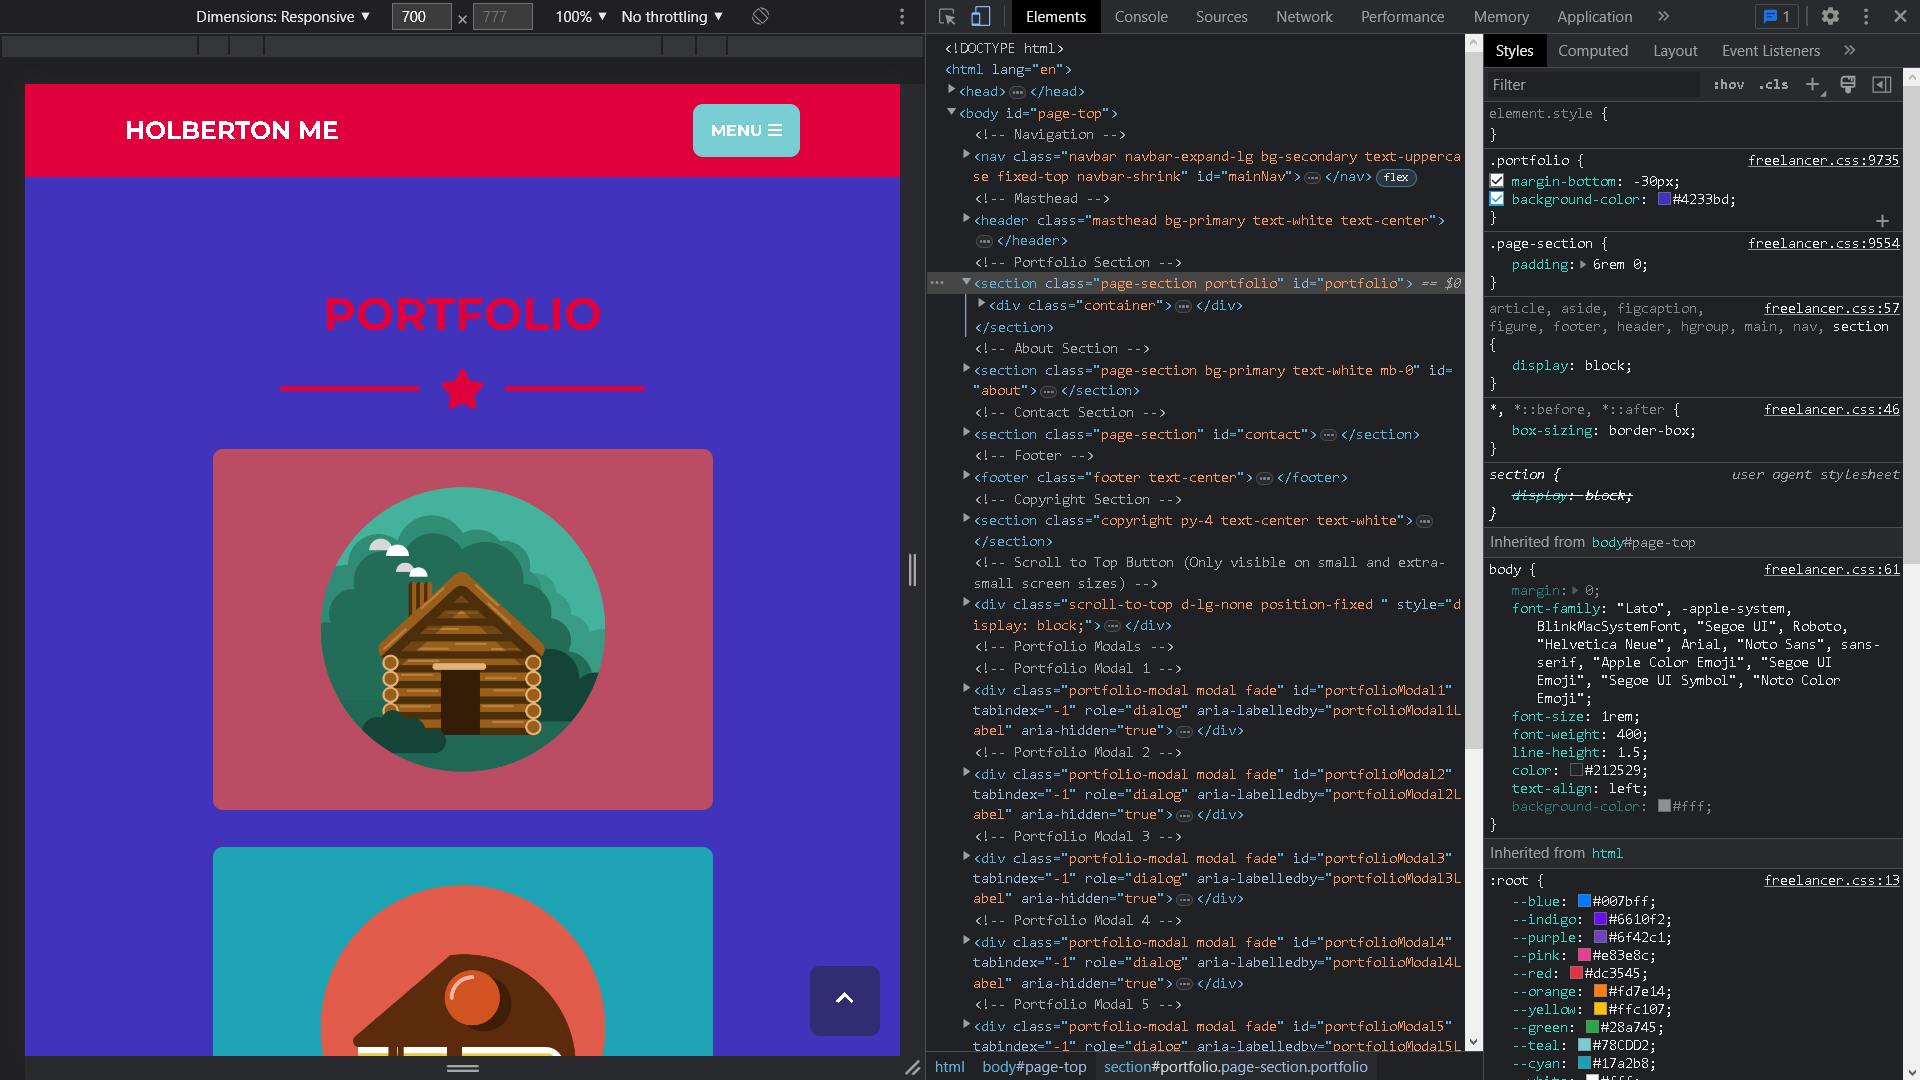 Dimensions: Responsive ▼ 700 × 777 100% ▼ No throttling ▼
HOLBERTON ME
MENU ☰
PORTFOLIO
Elements Console Sources Network Performance Memory Application » 1
<!DOCTYPE html>
<html lang="en">
<head> … </head>
<body id="page-top">
<!-- Navigation -->
<nav class="navbar navbar-expand-lg bg-secondary text-upperca
se fixed-top navbar-shrink" id="mainNav"> … </nav> flex
<!-- Masthead -->
<header class="masthead bg-primary text-white text-center">
… </header>
<!-- Portfolio Section -->
… <section class="page-section portfolio" id="portfolio"> == $0
<div class="container"> … </div>
</section>
<!-- About Section -->
<section class="page-section bg-primary text-white mb-0" id=
"about"> … </section>
<!-- Contact Section -->
<section class="page-section" id="contact"> … </section>
<!-- Footer -->
<footer class="footer text-center"> … </footer>
<!-- Copyright Section -->
<section class="copyright py-4 text-center text-white"> …
</section>
<!-- Scroll to Top Button (Only visible on small and extra-
small screen sizes) -->
<div class="scroll-to-top d-lg-none position-fixed " style="d
isplay: block;"> … </div>
<!-- Portfolio Modals -->
<!-- Portfolio Modal 1 -->
<div class="portfolio-modal modal fade" id="portfolioModal1"
tabindex="-1" role="dialog" aria-labelledby="portfolioModal1L
abel" aria-hidden="true"> … </div>
<!-- Portfolio Modal 2 -->
<div class="portfolio-modal modal fade" id="portfolioModal2"
tabindex="-1" role="dialog" aria-labelledby="portfolioModal2L
abel" aria-hidden="true"> … </div>
<!-- Portfolio Modal 3 -->
<div class="portfolio-modal modal fade" id="portfolioModal3"
tabindex="-1" role="dialog" aria-labelledby="portfolioModal3L
abel" aria-hidden="true"> … </div>
<!-- Portfolio Modal 4 -->
<div class="portfolio-modal modal fade" id="portfolioModal4"
tabindex="-1" role="dialog" aria-labelledby="portfolioModal4L
abel" aria-hidden="true"> … </div>
<!-- Portfolio Modal 5 -->
<div class="portfolio-modal modal fade" id="portfolioModal5"
tabindex="-1" role="dialog" aria-labelledby="portfolioModal5L
html body#page-top section#portfolio.page-section.portfolio
Styles Computed Layout Event Listeners »
Filter :hov .cls +
element.style {
}
.portfolio { freelancer.css:9735
margin-bottom: -30px;
background-color: #4233bd;
}
+
.page-section { freelancer.css:9554
padding: 6rem 0;
}
article, aside, figcaption, freelancer.css:57
figure, footer, header, hgroup, main, nav, section
{
display: block;
}
*, *::before, *::after { freelancer.css:46
box-sizing: border-box;
}
section { user agent stylesheet
display: block;
}
Inherited from body#page-top
body { freelancer.css:61
margin: 0;
font-family: "Lato", -apple-system,
BlinkMacSystemFont, "Segoe UI", Roboto,
"Helvetica Neue", Arial, "Noto Sans", sans-
serif, "Apple Color Emoji", "Segoe UI
Emoji", "Segoe UI Symbol", "Noto Color
Emoji";
font-size: 1rem;
font-weight: 400;
line-height: 1.5;
color: #212529;
text-align: left;
background-color: #fff;
}
Inherited from html
:root { freelancer.css:13
--blue: #007bff;
--indigo: #6610f2;
--purple: #6f42c1;
--pink: #e83e8c;
--red: #dc3545;
--orange: #fd7e14;
--yellow: #ffc107;
--green: #28a745;
--teal: #78CDD2;
--cyan: #17a2b8;